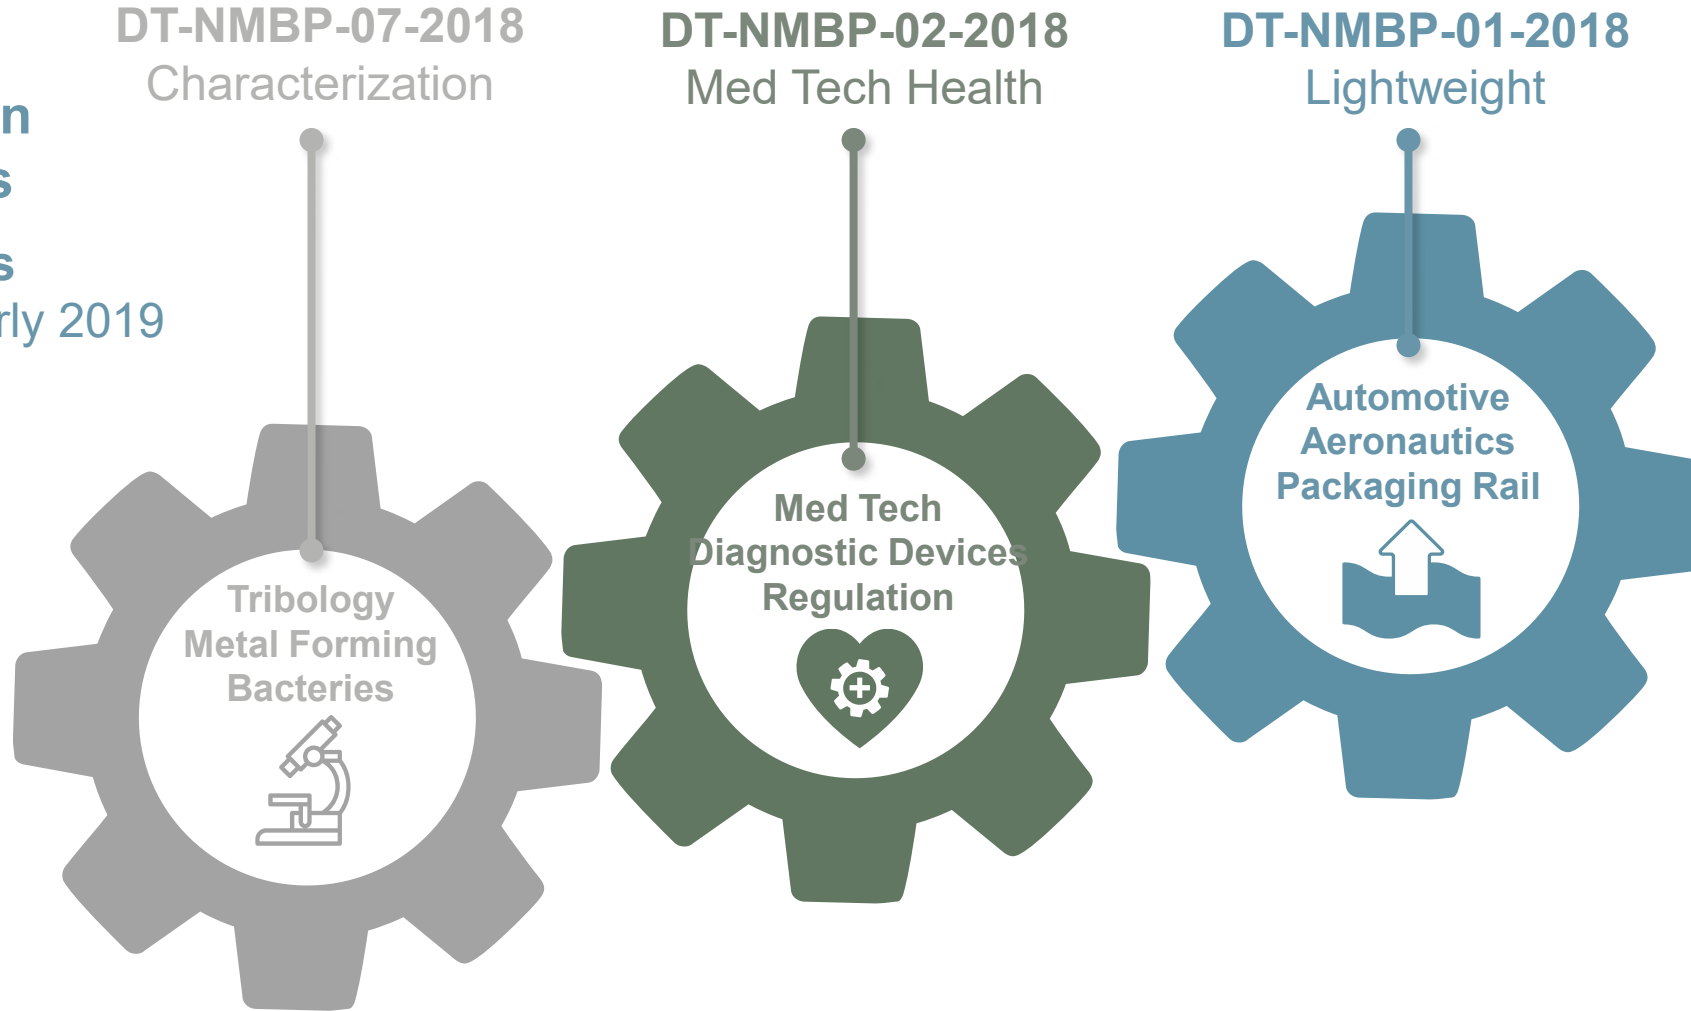 DT-NMBP-07-2018
Characterization
DT-NMBP-02-2018
Med Tech Health
DT-NMBP-01-2018
Lightweight
n
s
s
rly 2019
Tribology
Metal Forming
Bacteries
Med Tech
Diagnostic Devices
Regulation
Automotive
Aeronautics
Packaging Rail